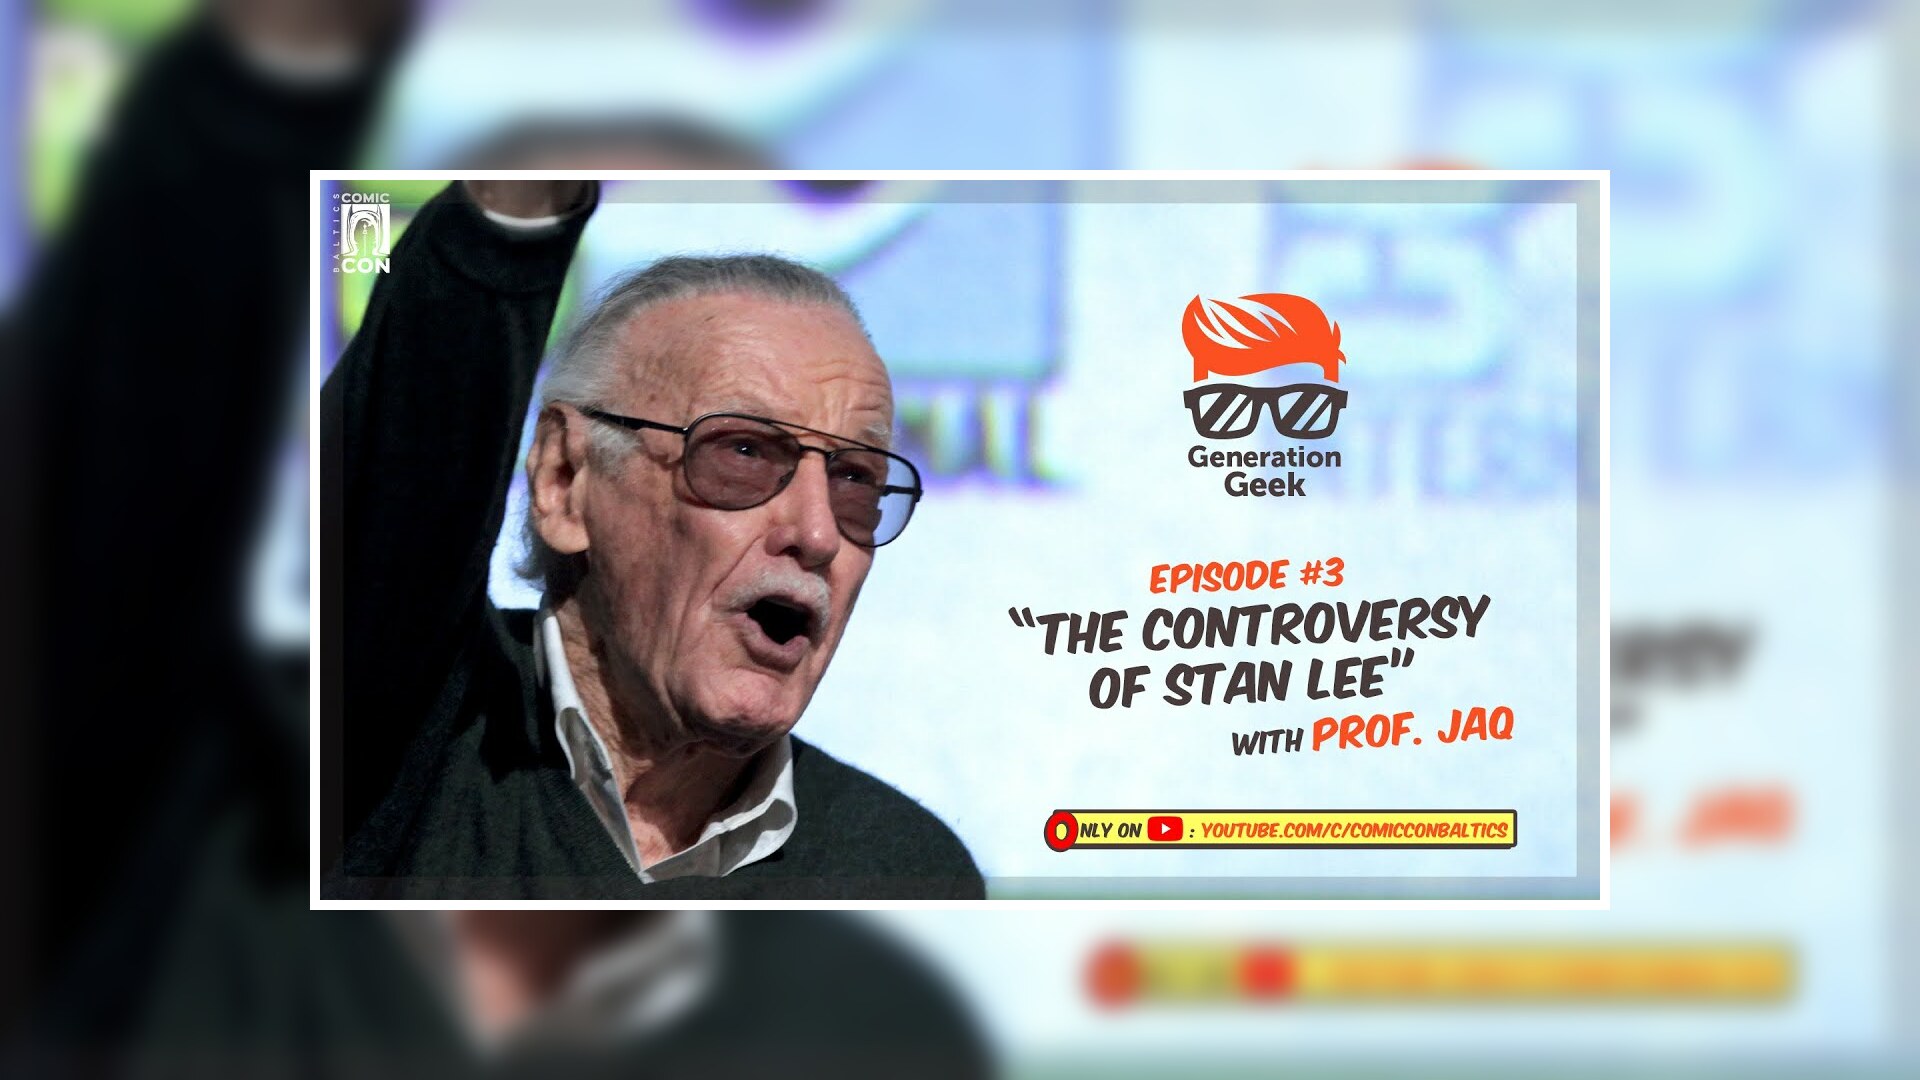 COMIC
CON
BALTICS
Generation
Geek
EPISODE #3
“THE CONTROVERSY
OF STAN LEE”
WITH PROF. JAQ
ONLY ON : YOUTUBE.COM/C/COMICCONBALTICS